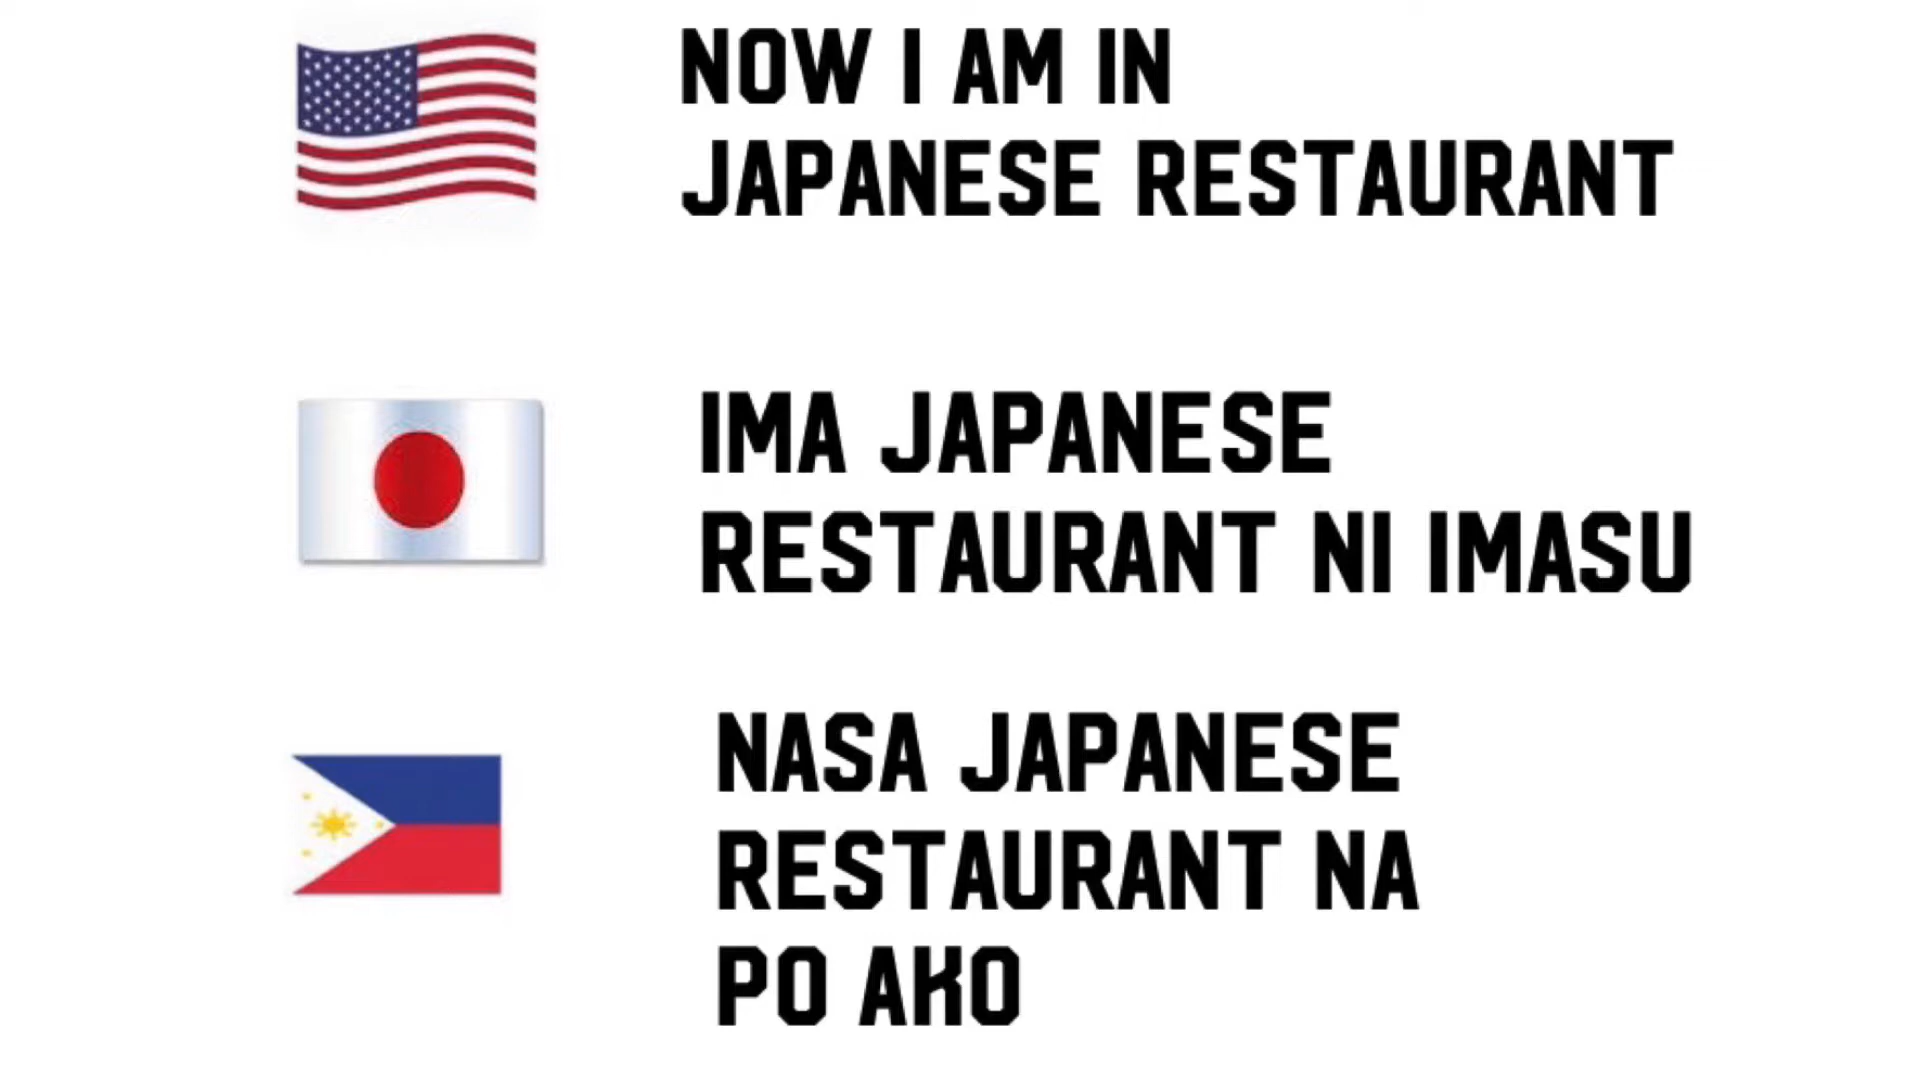 NOW I AM IN
JAPANESE RESTAURANT
IMA JAPANESE
RESTAURANT NI IMASU
NASA JAPANESE
RESTAURANT NA
PO AKO